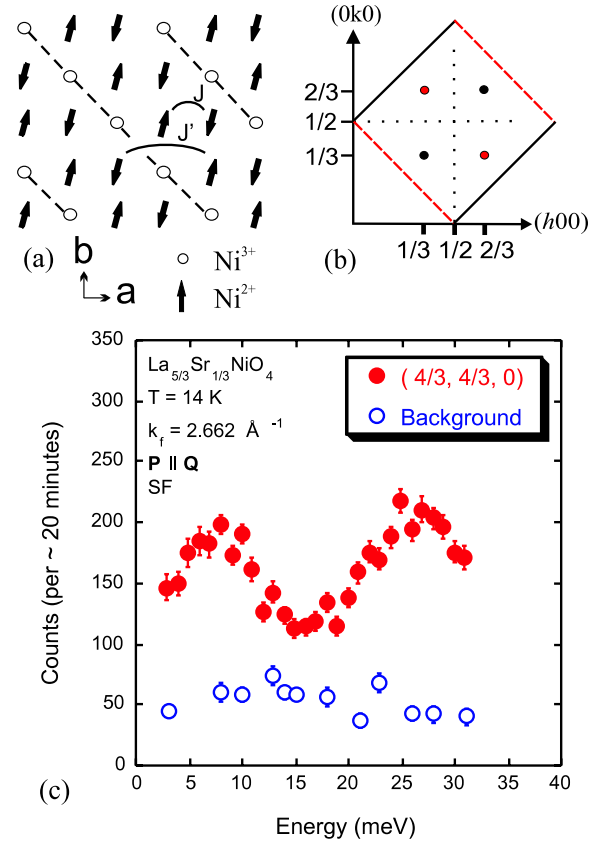 (0k0)
J
J'
2/3
1/2
1/3
(h00)
1/3 1/2 2/3
(a)
b
a
Ni3+
Ni2+
(b)
350
300
250
200
150
100
50
0
Counts (per ~ 20 minutes)
La5/3Sr1/3NiO4
T = 14 K
kf = 2.662 Å -1
P ll Q
SF
( 4/3, 4/3, 0)
Background
0 5 10 15 20 25 30 35 40
(c)
Energy (meV)